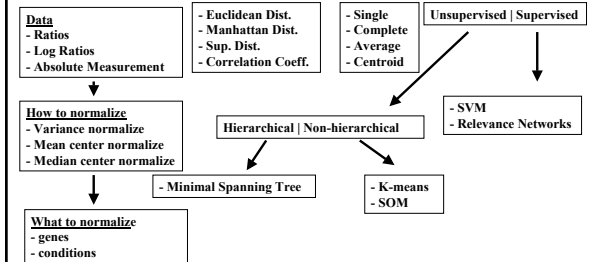 Data
- Ratios
- Log Ratios
- Absolute Measurement
- Euclidean Dist.
- Manhattan Dist.
- Sup. Dist.
- Correlation Coeff.
- Single
- Complete
- Average
- Centroid
Unsupervised | Supervised
How to normalize
- Variance normalize
- Mean center normalize
- Median center normalize
Hierarchical | Non-hierarchical
- SVM
- Relevance Networks
- Minimal Spanning Tree
- K-means
- SOM
What to normalize
- genes
- conditions